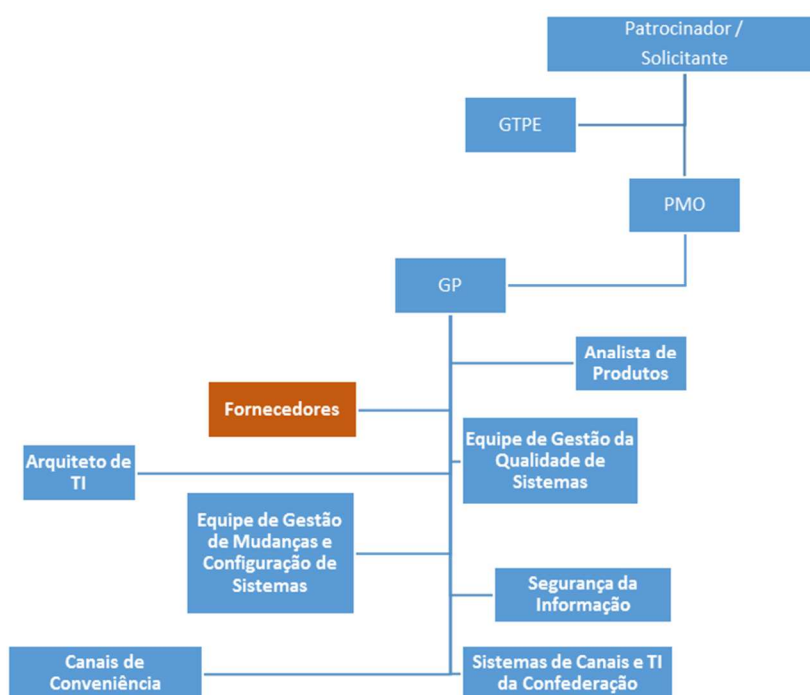 Patrocinador /
Solicitante
GTPE
PMO
GP
Analista de
Produtos
Fornecedores
Equipe de Gestão da
Qualidade de
Sistemas
Arquiteto de
TI
Equipe de Gestão
de Mudanças e
Configuração de
Sistemas
Segurança da
Informação
Canais de
Conveniência
Sistemas de Canais e TI
da Confederação